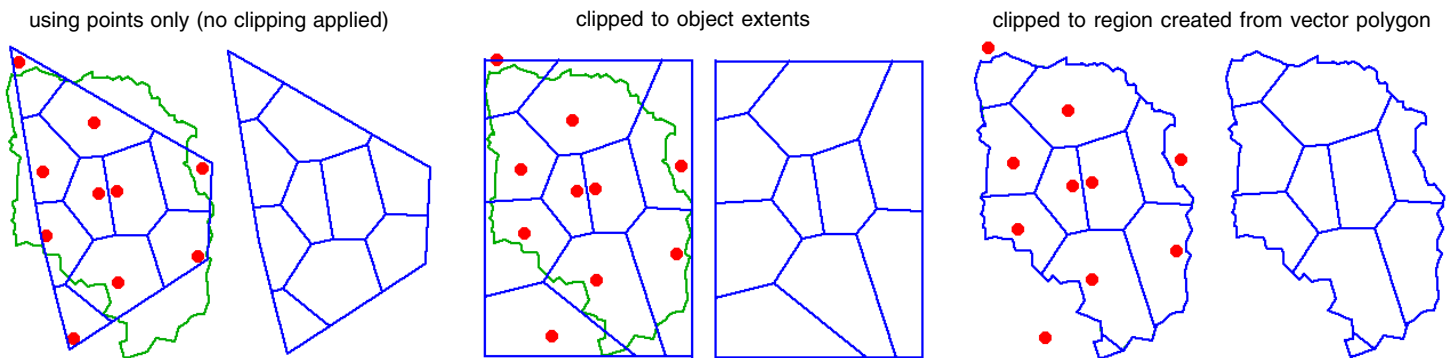 using points only (no clipping applied)
clipped to object extents
clipped to region created from vector polygon